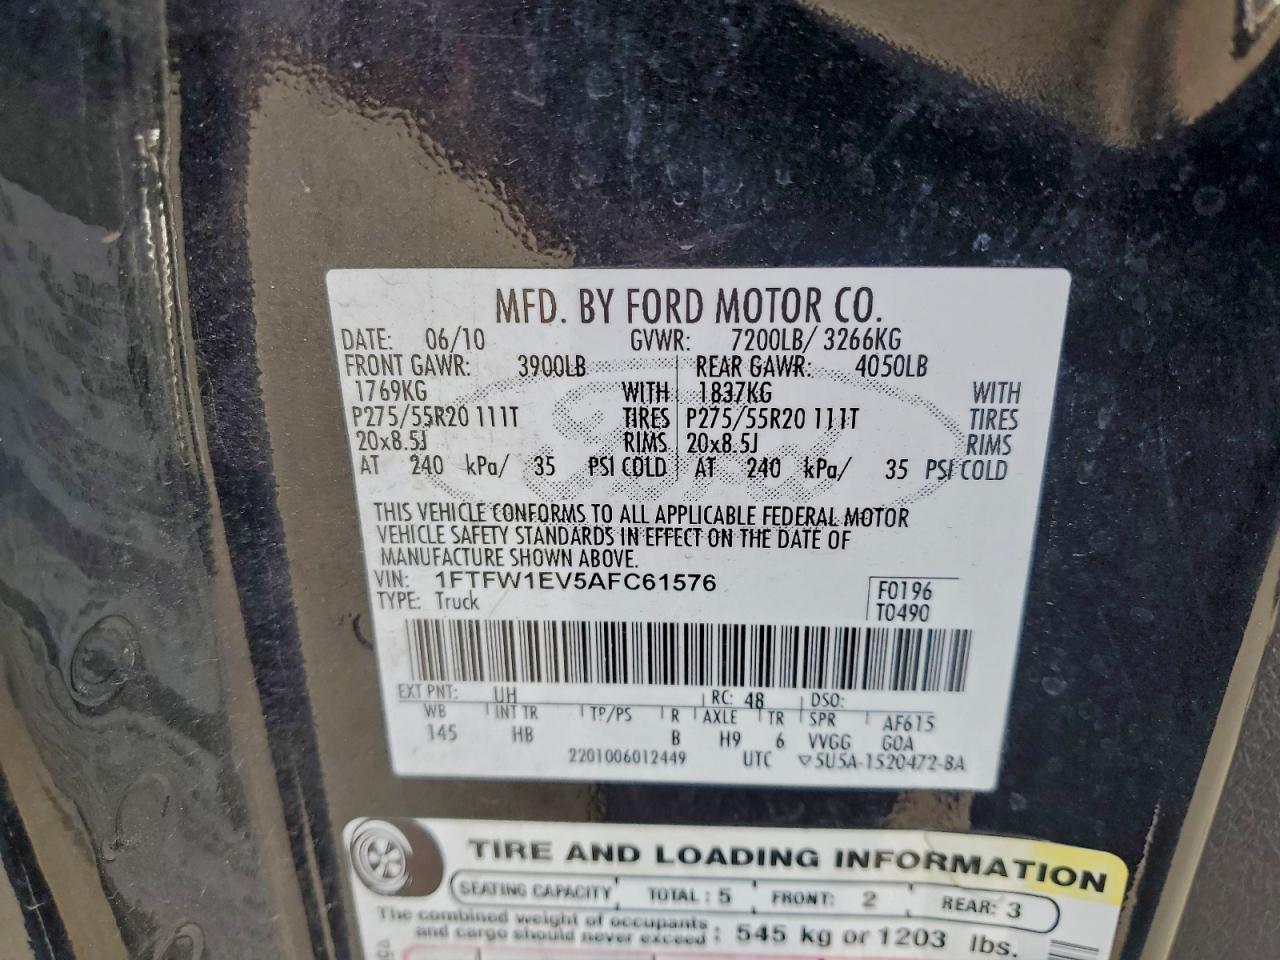 MFD. BY FORD MOTOR CO.
DATE: 06/10 GVWR: 7200LB/ 3266KG
FRONT GAWR: 3900LB REAR GAWR: 4050LB
1769KG WITH 1837KG WITH
P275/55R20 111T TIRES P275/55R20 111T TIRES
20x8.5J RIMS 20x8.5J RIMS
AT 240 kPa/ 35 PSI COLD AT 240 kPa/ 35 PSI COLD
THIS VEHICLE CONFORMS TO ALL APPLICABLE FEDERAL MOTOR
VEHICLE SAFETY STANDARDS IN EFFECT ON THE DATE OF
MANUFACTURE SHOWN ABOVE.
VIN: 1FTFW1EV5AFC61576 F0196
TYPE: Truck T0490
EXT PNT: UH RC: 48 DSO:
WB INT TR TP/PS R AXLE TR SPR AF615
145 HB B H9 6 VVGG GOA
2201006012449 UTC ▽5U5A-1520472-BA
TIRE AND LOADING INFORMATION
SEATING CAPACITY TOTAL: 5 FRONT: 2 REAR: 3
The combined weight of occupants
and cargo should never exceed: 545 kg or 1203 lbs.